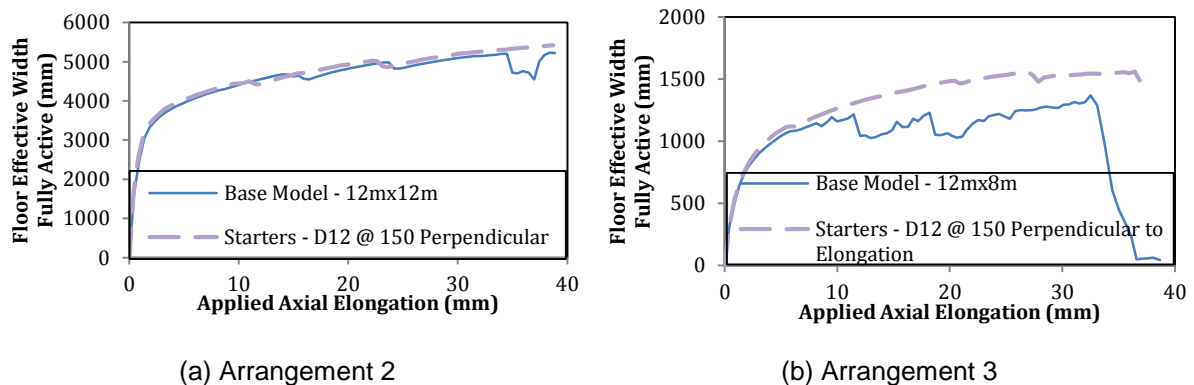 Floor Effective Width
Fully Active (mm)
6000
5000
4000
3000
2000
1000
0
Base Model - 12mx12m
Starters - D12 @ 150 Perpendicular
0 10 20 30 40
Applied Axial Elongation (mm)
(a) Arrangement 2
Floor Effective Width
Fully Active (mm)
2000
1500
1000
500
0
Base Model - 12mx8m
Starters - D12 @ 150 Perpendicular to
Elongation
0 10 20 30 40
Applied Axial Elongation (mm)
(b) Arrangement 3